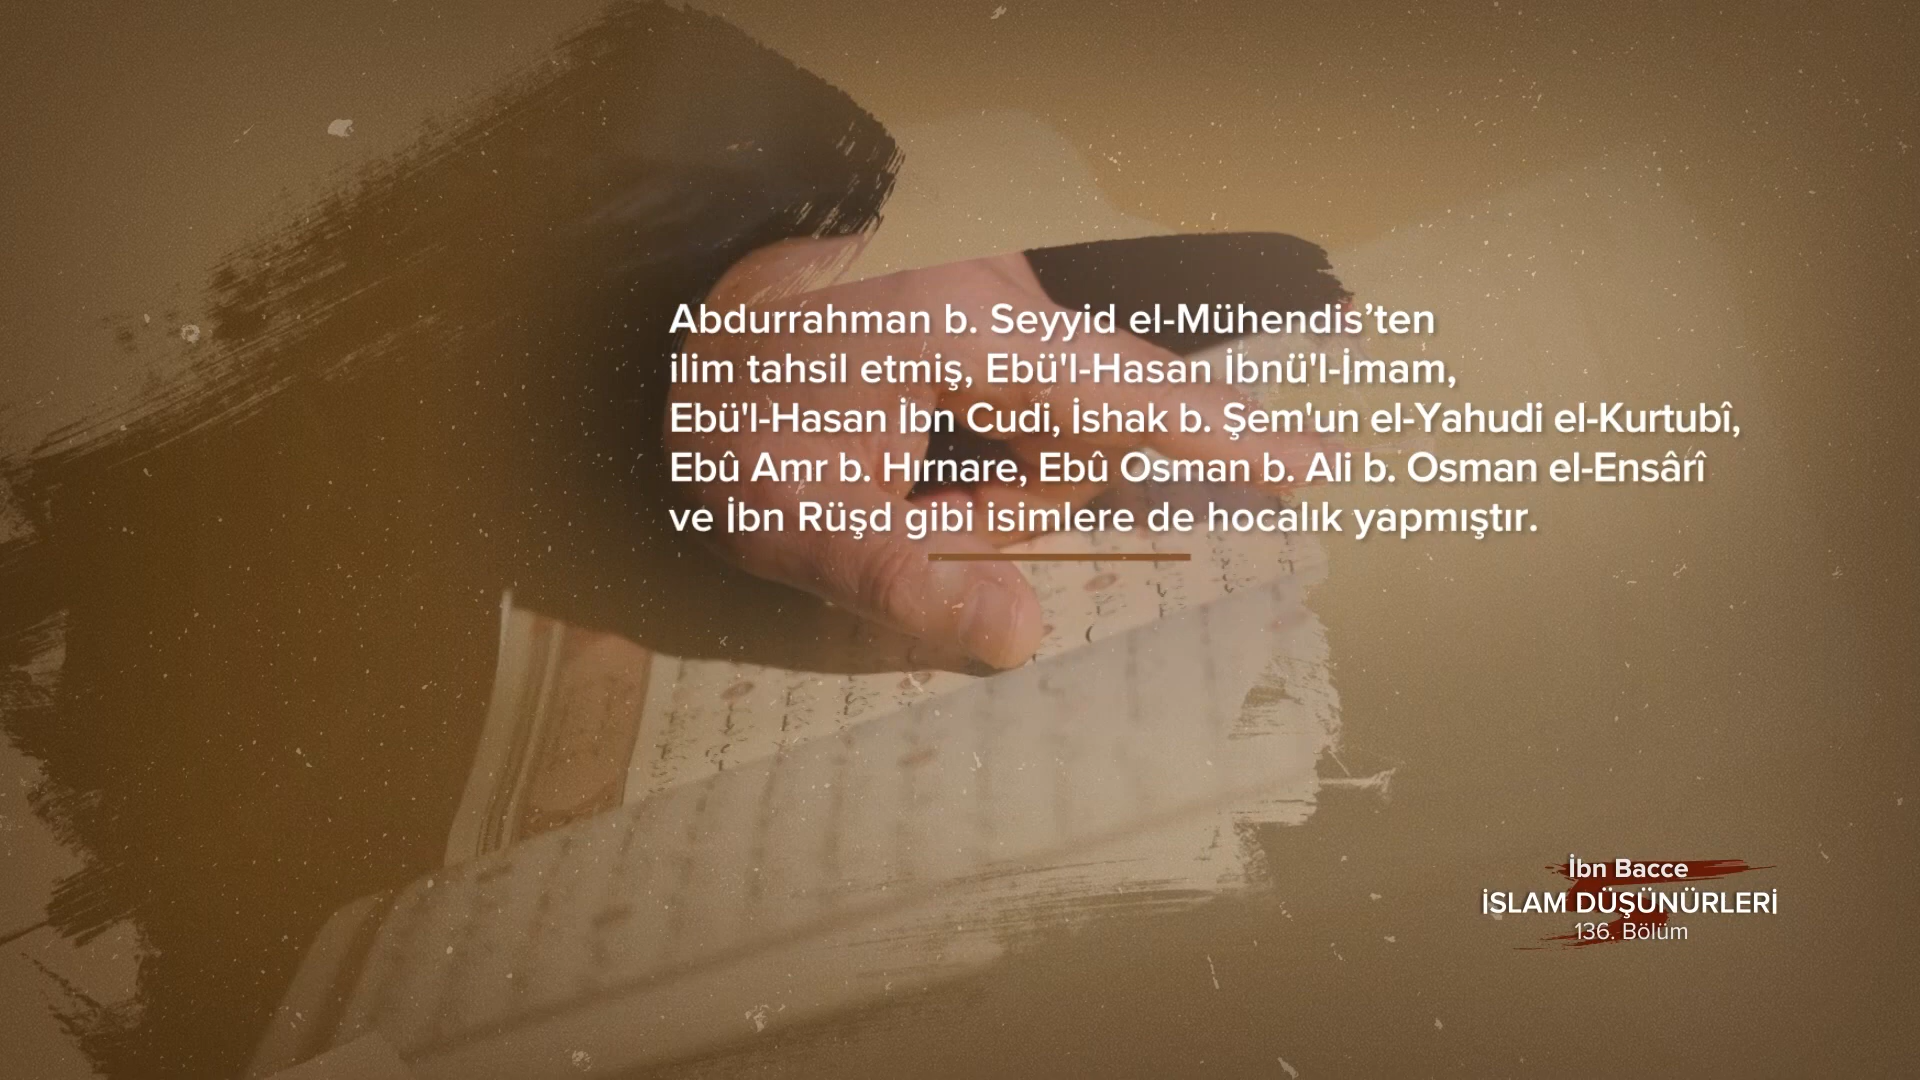 Abdurrahman b. Seyyid el-Mühendis’ten
ilim tahsil etmiş, Ebü'l-Hasan İbnü'l-İmam,
Ebü'l-Hasan İbn Cudi, İshak b. Şem'un el-Yahudi el-Kurtubî,
Ebû Amr b. Hırnare, Ebû Osman b. Ali b. Osman el-Ensârî
ve İbn Rüşd gibi isimlere de hocalık yapmıştır.
İbn Bacce
İSLAM DÜŞÜNÜRLERİ
136. Bölüm